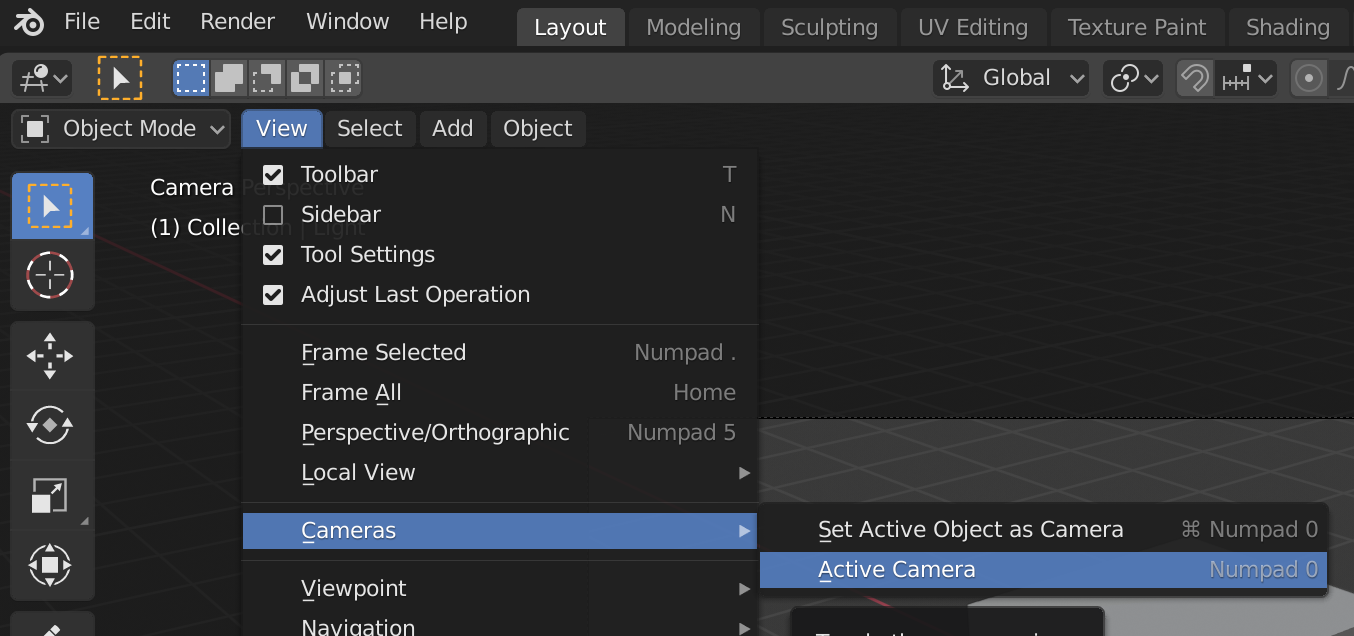 File Edit Render Window Help Layout Modeling Sculpting UV Editing Texture Paint Shading
Global
Object Mode View Select Add Object
Camera Perspective
(1) Collection | Light
Toolbar T
Sidebar N
Tool Settings
Adjust Last Operation
Frame Selected Numpad .
Frame All Home
Perspective/Orthographic Numpad 5
Local View
Cameras
Set Active Object as Camera ⌘ Numpad 0
Active Camera Numpad 0
Viewpoint
Navigation